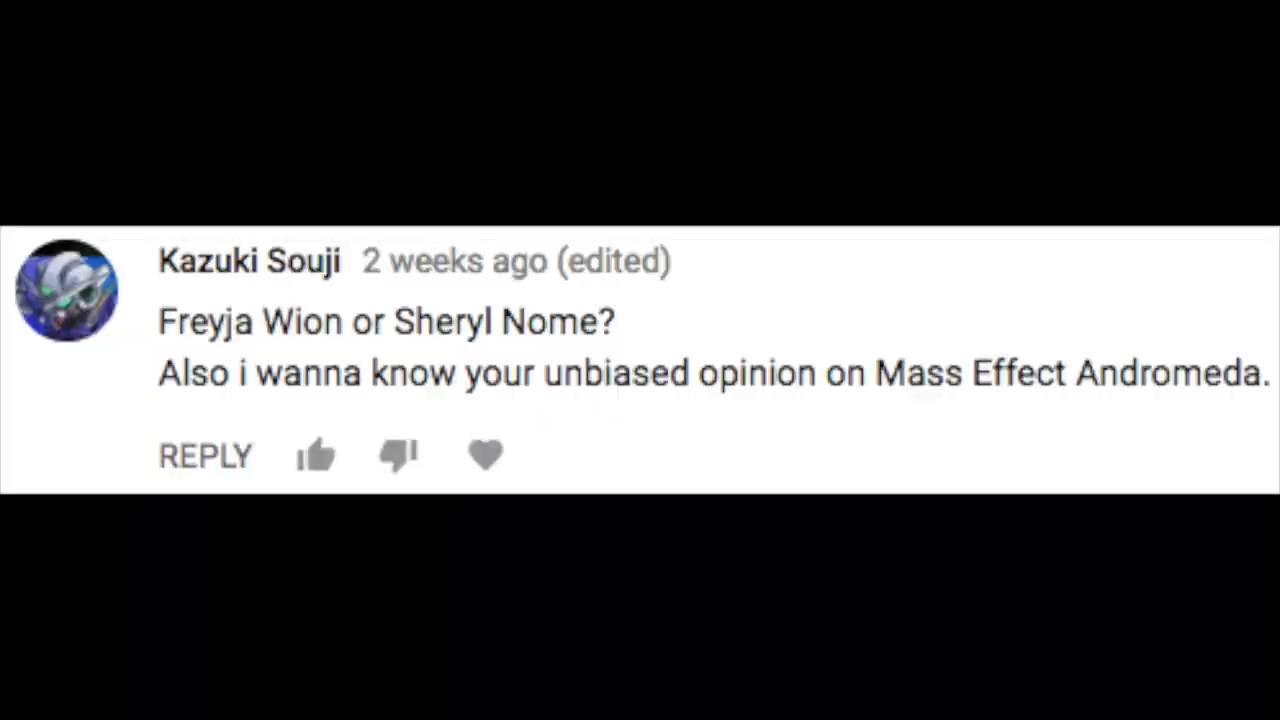 Kazuki Souji 2 weeks ago (edited)
Freyja Wion or Sheryl Nome?
Also i wanna know your unbiased opinion on Mass Effect Andromeda.
REPLY